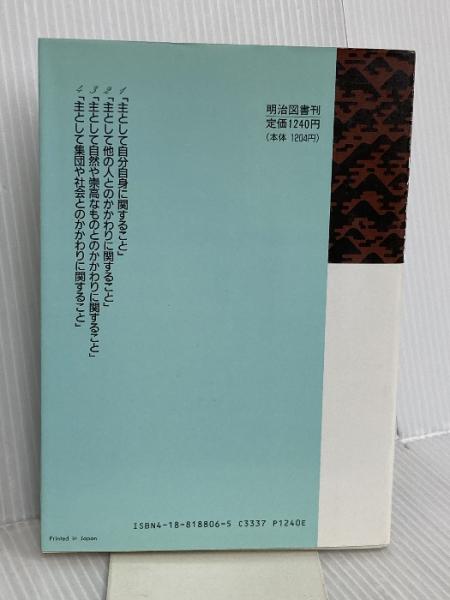 明治図書刊
定価1240円
(本体 1204円)
1「主として自分自身に関すること」
2「主として他の人とのかかわりに関すること」
3「主として自然や崇高なものとのかかわりに関すること」
4「主として集団や社会とのかかわりに関すること」
ISBN4-18-818806-5 C3337 P1240E
Printed in Japan